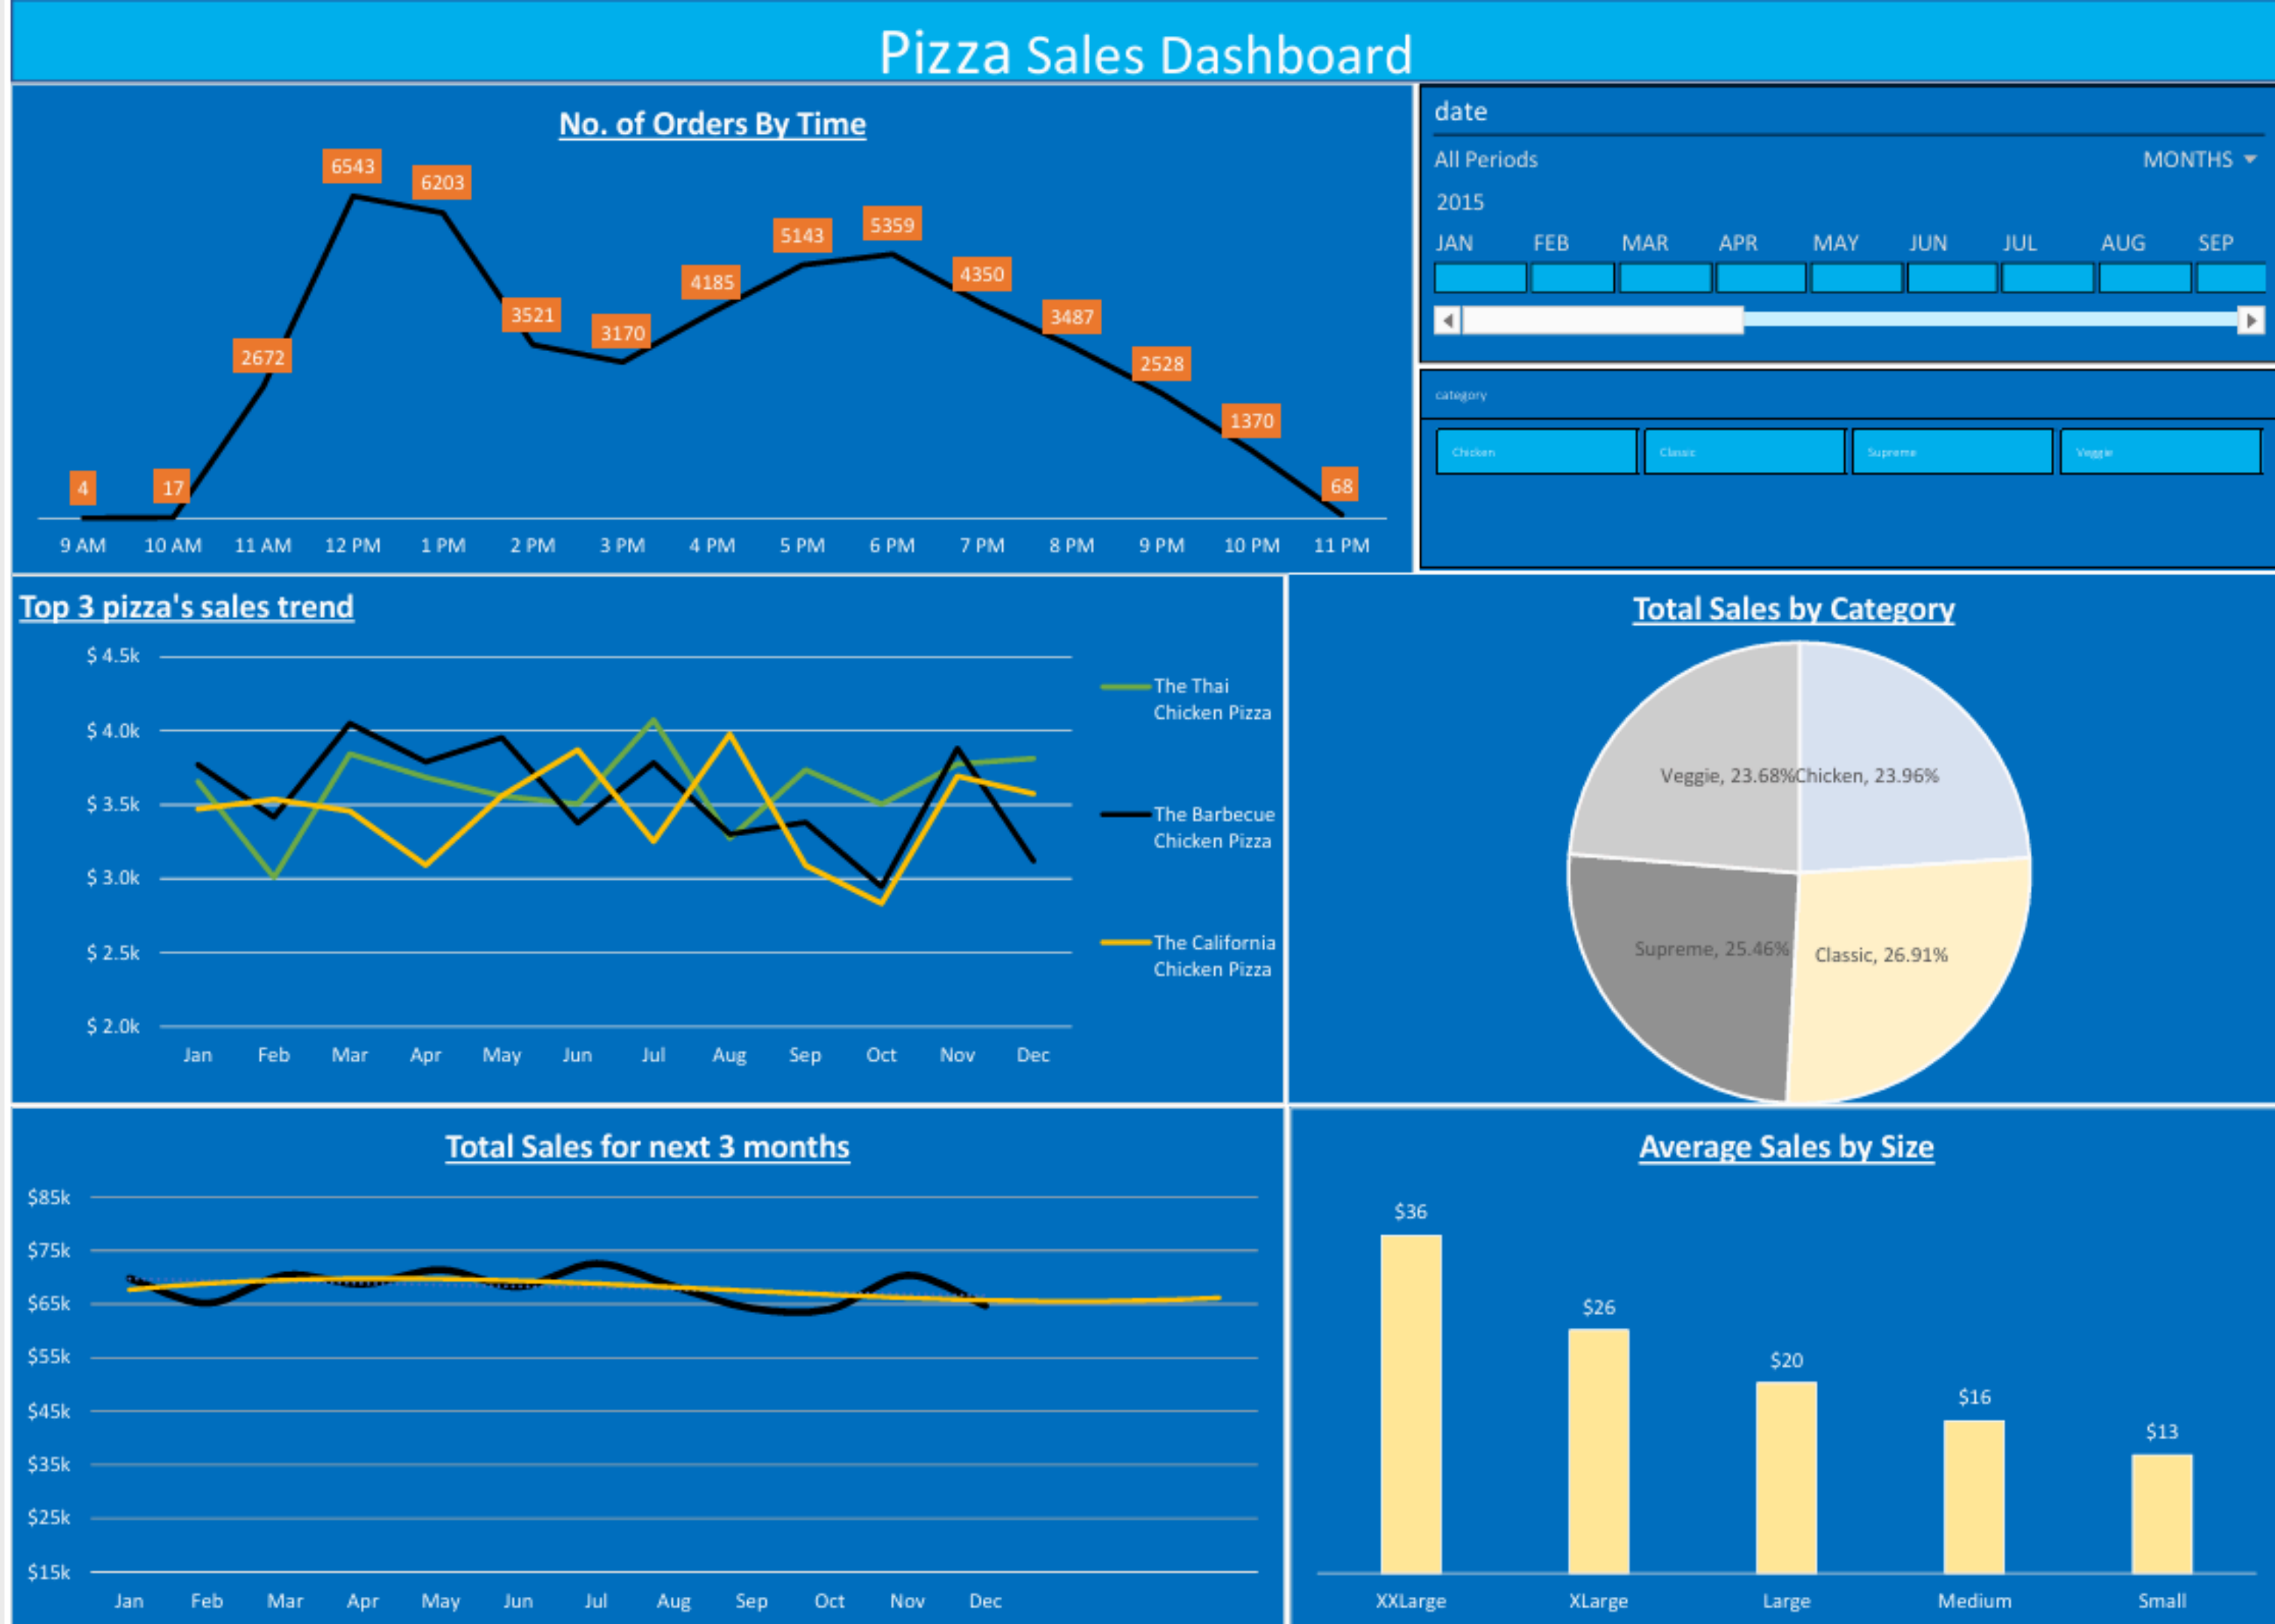 Pizza Sales Dashboard
No. of Orders By Time
6543
6203
5359
5143
4350
4185
3521
3487
3170
2672
2528
1370
4
17
68
9 AM 10 AM 11 AM 12 PM 1 PM 2 PM 3 PM 4 PM 5 PM 6 PM 7 PM 8 PM 9 PM 10 PM 11 PM
date
All Periods MONTHS
2015
JAN FEB MAR APR MAY JUN JUL AUG SEP
category
Chicken Classic Supreme Veggie
Top 3 pizza's sales trend
$ 4.5k
$ 4.0k
$ 3.5k
$ 3.0k
$ 2.5k
$ 2.0k
Jan Feb Mar Apr May Jun Jul Aug Sep Oct Nov Dec
The Thai
Chicken Pizza
The Barbecue
Chicken Pizza
The California
Chicken Pizza
Total Sales by Category
Veggie, 23.68% Chicken, 23.96%
Supreme, 25.46% Classic, 26.91%
Total Sales for next 3 months
$85k
$75k
$65k
$55k
$45k
$35k
$25k
$15k
Jan Feb Mar Apr May Jun Jul Aug Sep Oct Nov Dec
Average Sales by Size
$36
$26
$20
$16
$13
XXLarge XLarge Large Medium Small